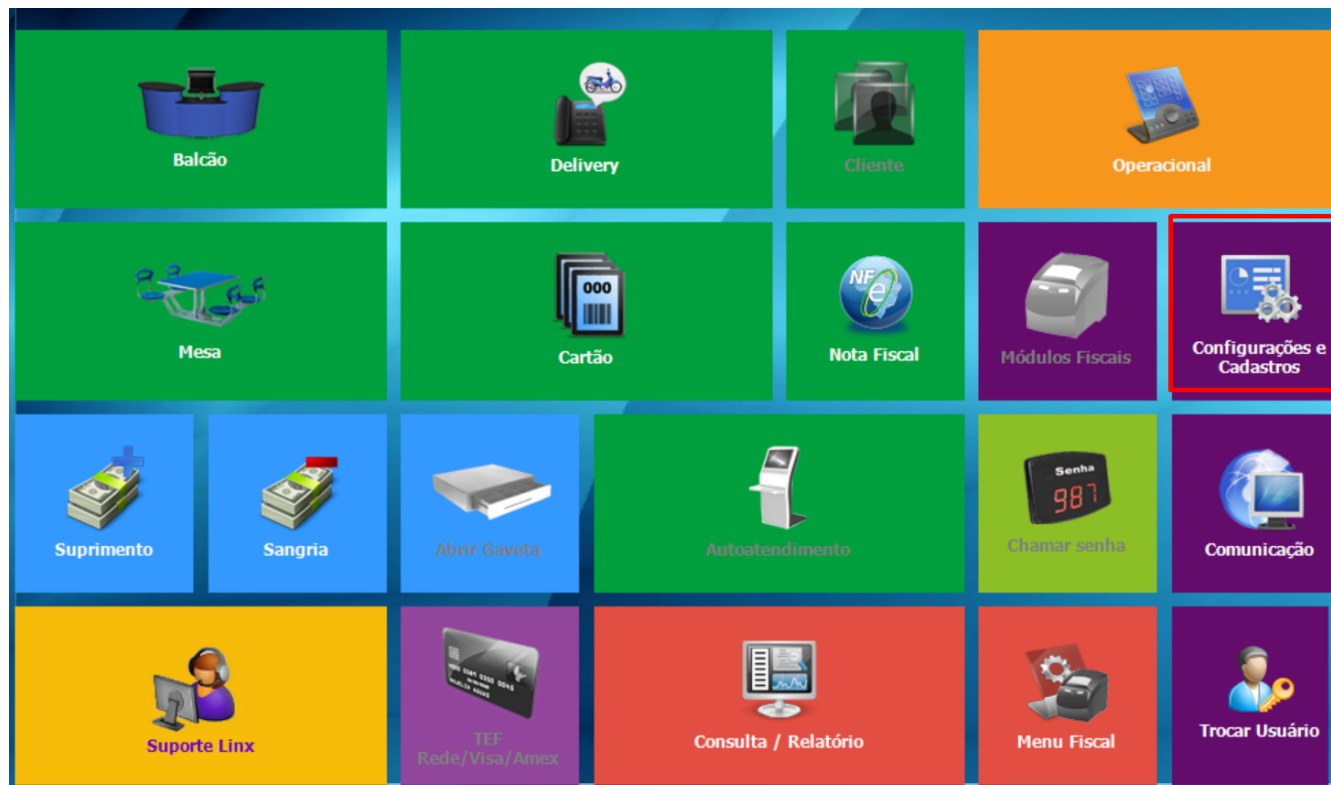 Balcão
Delivery
Cliente
Operacional
Mesa
000
Cartão
NF
e
Nota Fiscal
Módulos Fiscais
Configurações e
Cadastros
Suprimento
Sangria
Abrir Gaveta
Autoatendimento
Senha
987
Chamar senha
Comunicação
Suporte Linx
TEF
Rede/Visa/Amex
Consulta / Relatório
Menu Fiscal
Trocar Usuário